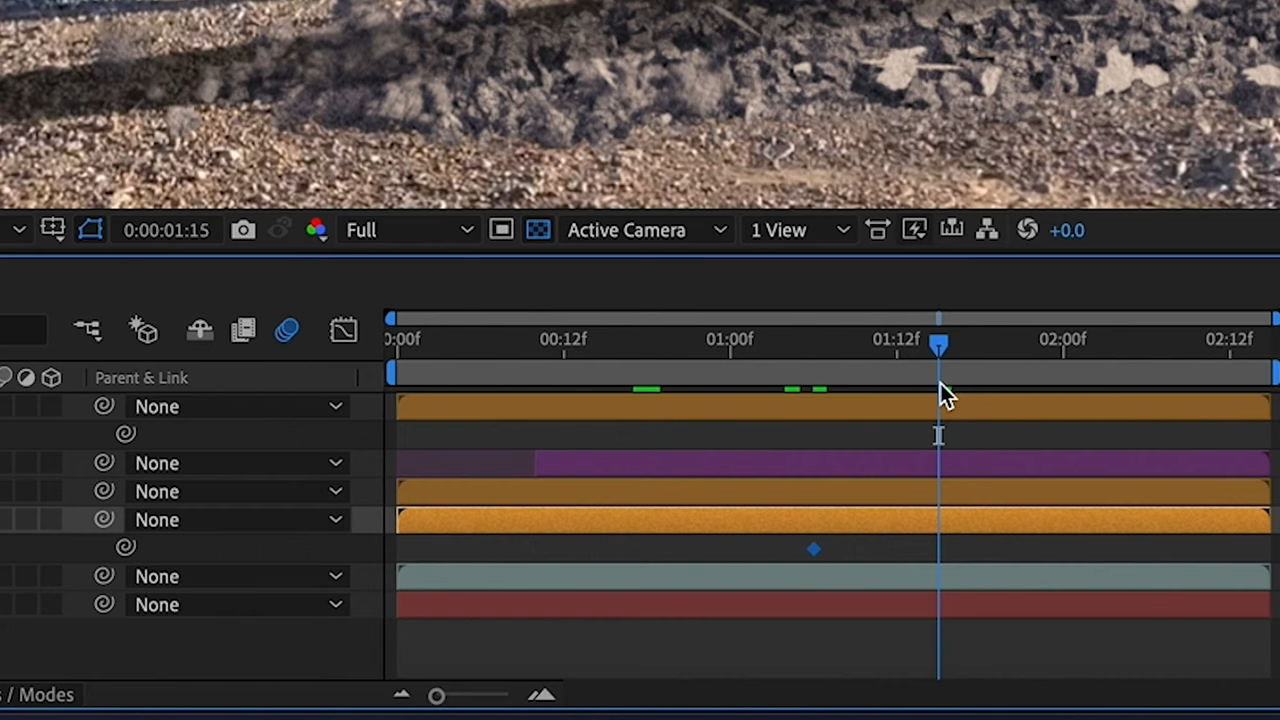 0:00:01:15 Full Active Camera 1 View +0.0
0:00f 00:12f 01:00f 01:12f 02:00f 02:12f
Parent & Link
None
None
None
None
None
None
/ Modes